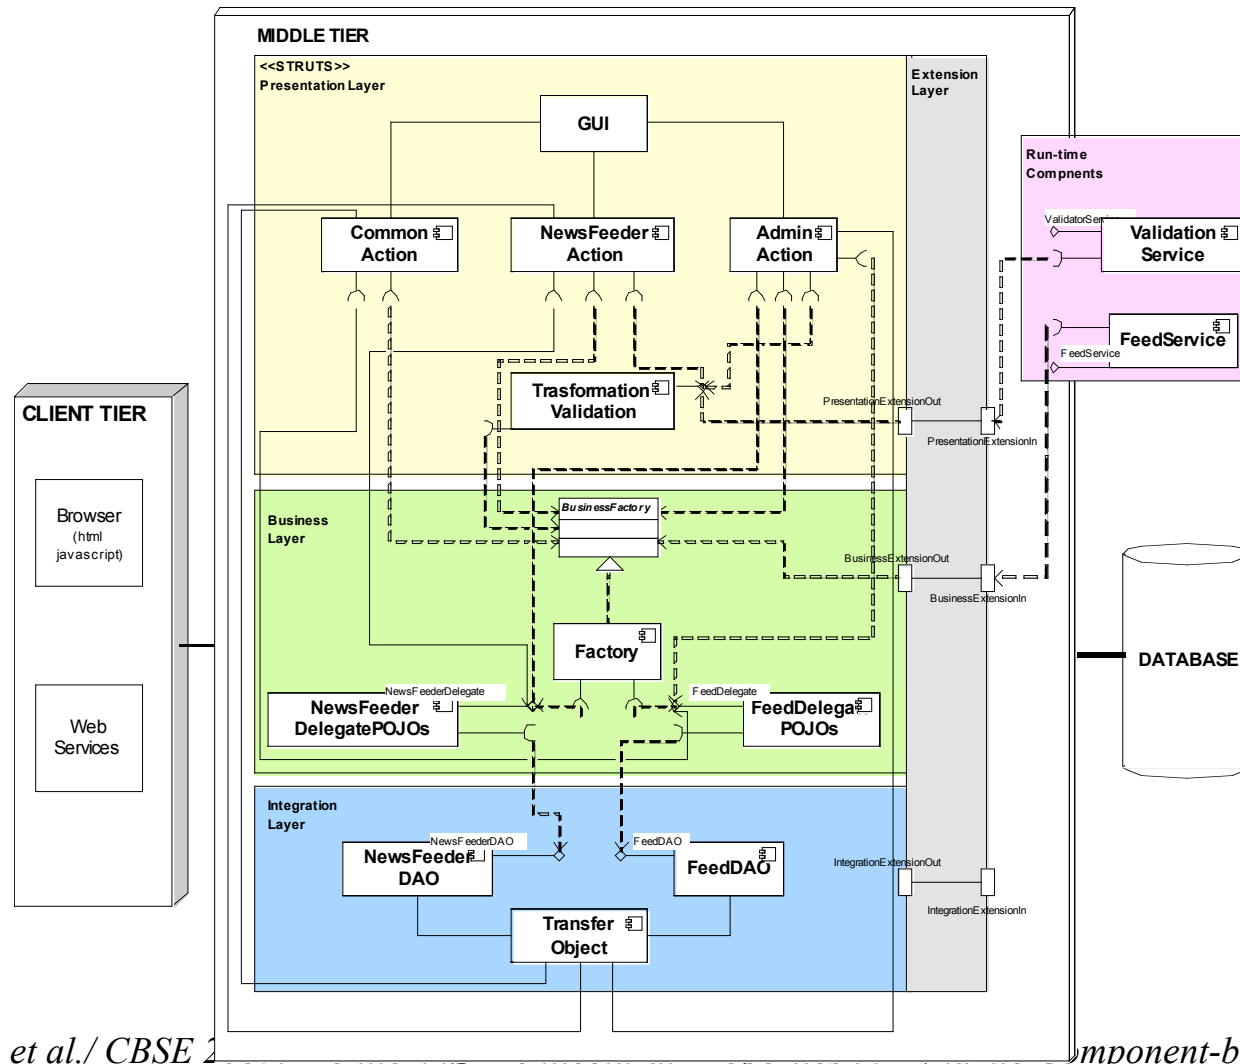 MIDDLE TIER
<<STRUTS>>
Presentation Layer
Extension
Layer
GUI
Run-time
Compnents
Common
Action
NewsFeeder
Action
Admin
Action
Validation
Service
FeedService
FeedService
Trasformation
Validation
PresentationExtensionOut
PresentationExtensionIn
CLIENT TIER
Browser
(html
javascript)
Web
Services
Business
Layer
BusinessFactory
BusinessExtensionOut
BusinessExtensionIn
Factory
NewsFeederDelegate
NewsFeeder
DelegatePOJOs
FeedDelegate
FeedDelega
POJOs
DATABASE
Integration
Layer
NewsFeederDAO
NewsFeeder
DAO
FeedDAO
FeedDAO
IntegrationExtensionOut
IntegrationExtensionIn
Transfer
Object
et al./ CBSE
omponent-b